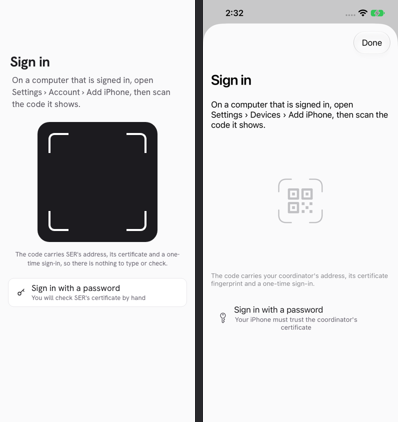 Sign in
On a computer that is signed in, open
Settings › Account › Add iPhone, then scan
the code it shows.
The code carries SER's address, its certificate and a one-
time sign-in, so there is nothing to type or check.
Sign in with a password
You will check SER's certificate by hand
2:32
Done
Sign in
On a computer that is signed in, open
Settings › Devices › Add iPhone, then scan the
code it shows.
The code carries your coordinator's address, its certificate
fingerprint and a one-time sign-in.
Sign in with a password
Your iPhone must trust the coordinator's
certificate